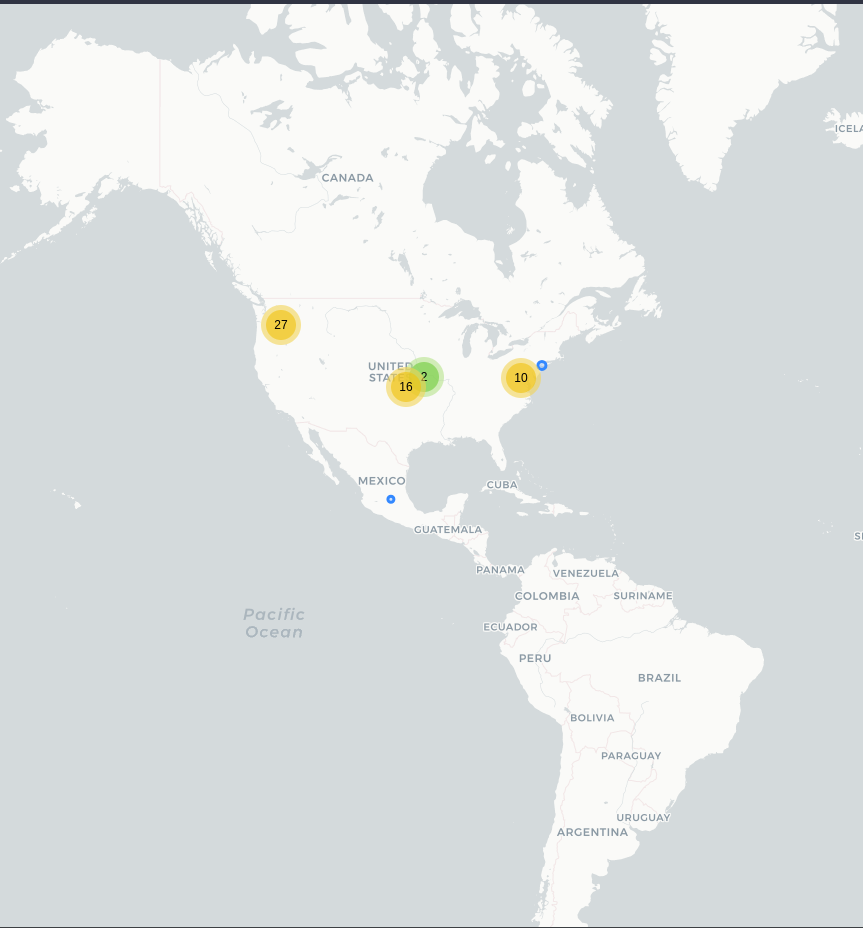 ICELA
CANADA
27
UNITED
STATES
2
16
10
MEXICO
CUBA
GUATEMALA
PANAMA
VENEZUELA
COLOMBIA
SURINAME
Pacific
Ocean
ECUADOR
PERU
BRAZIL
BOLIVIA
PARAGUAY
URUGUAY
ARGENTINA
SI